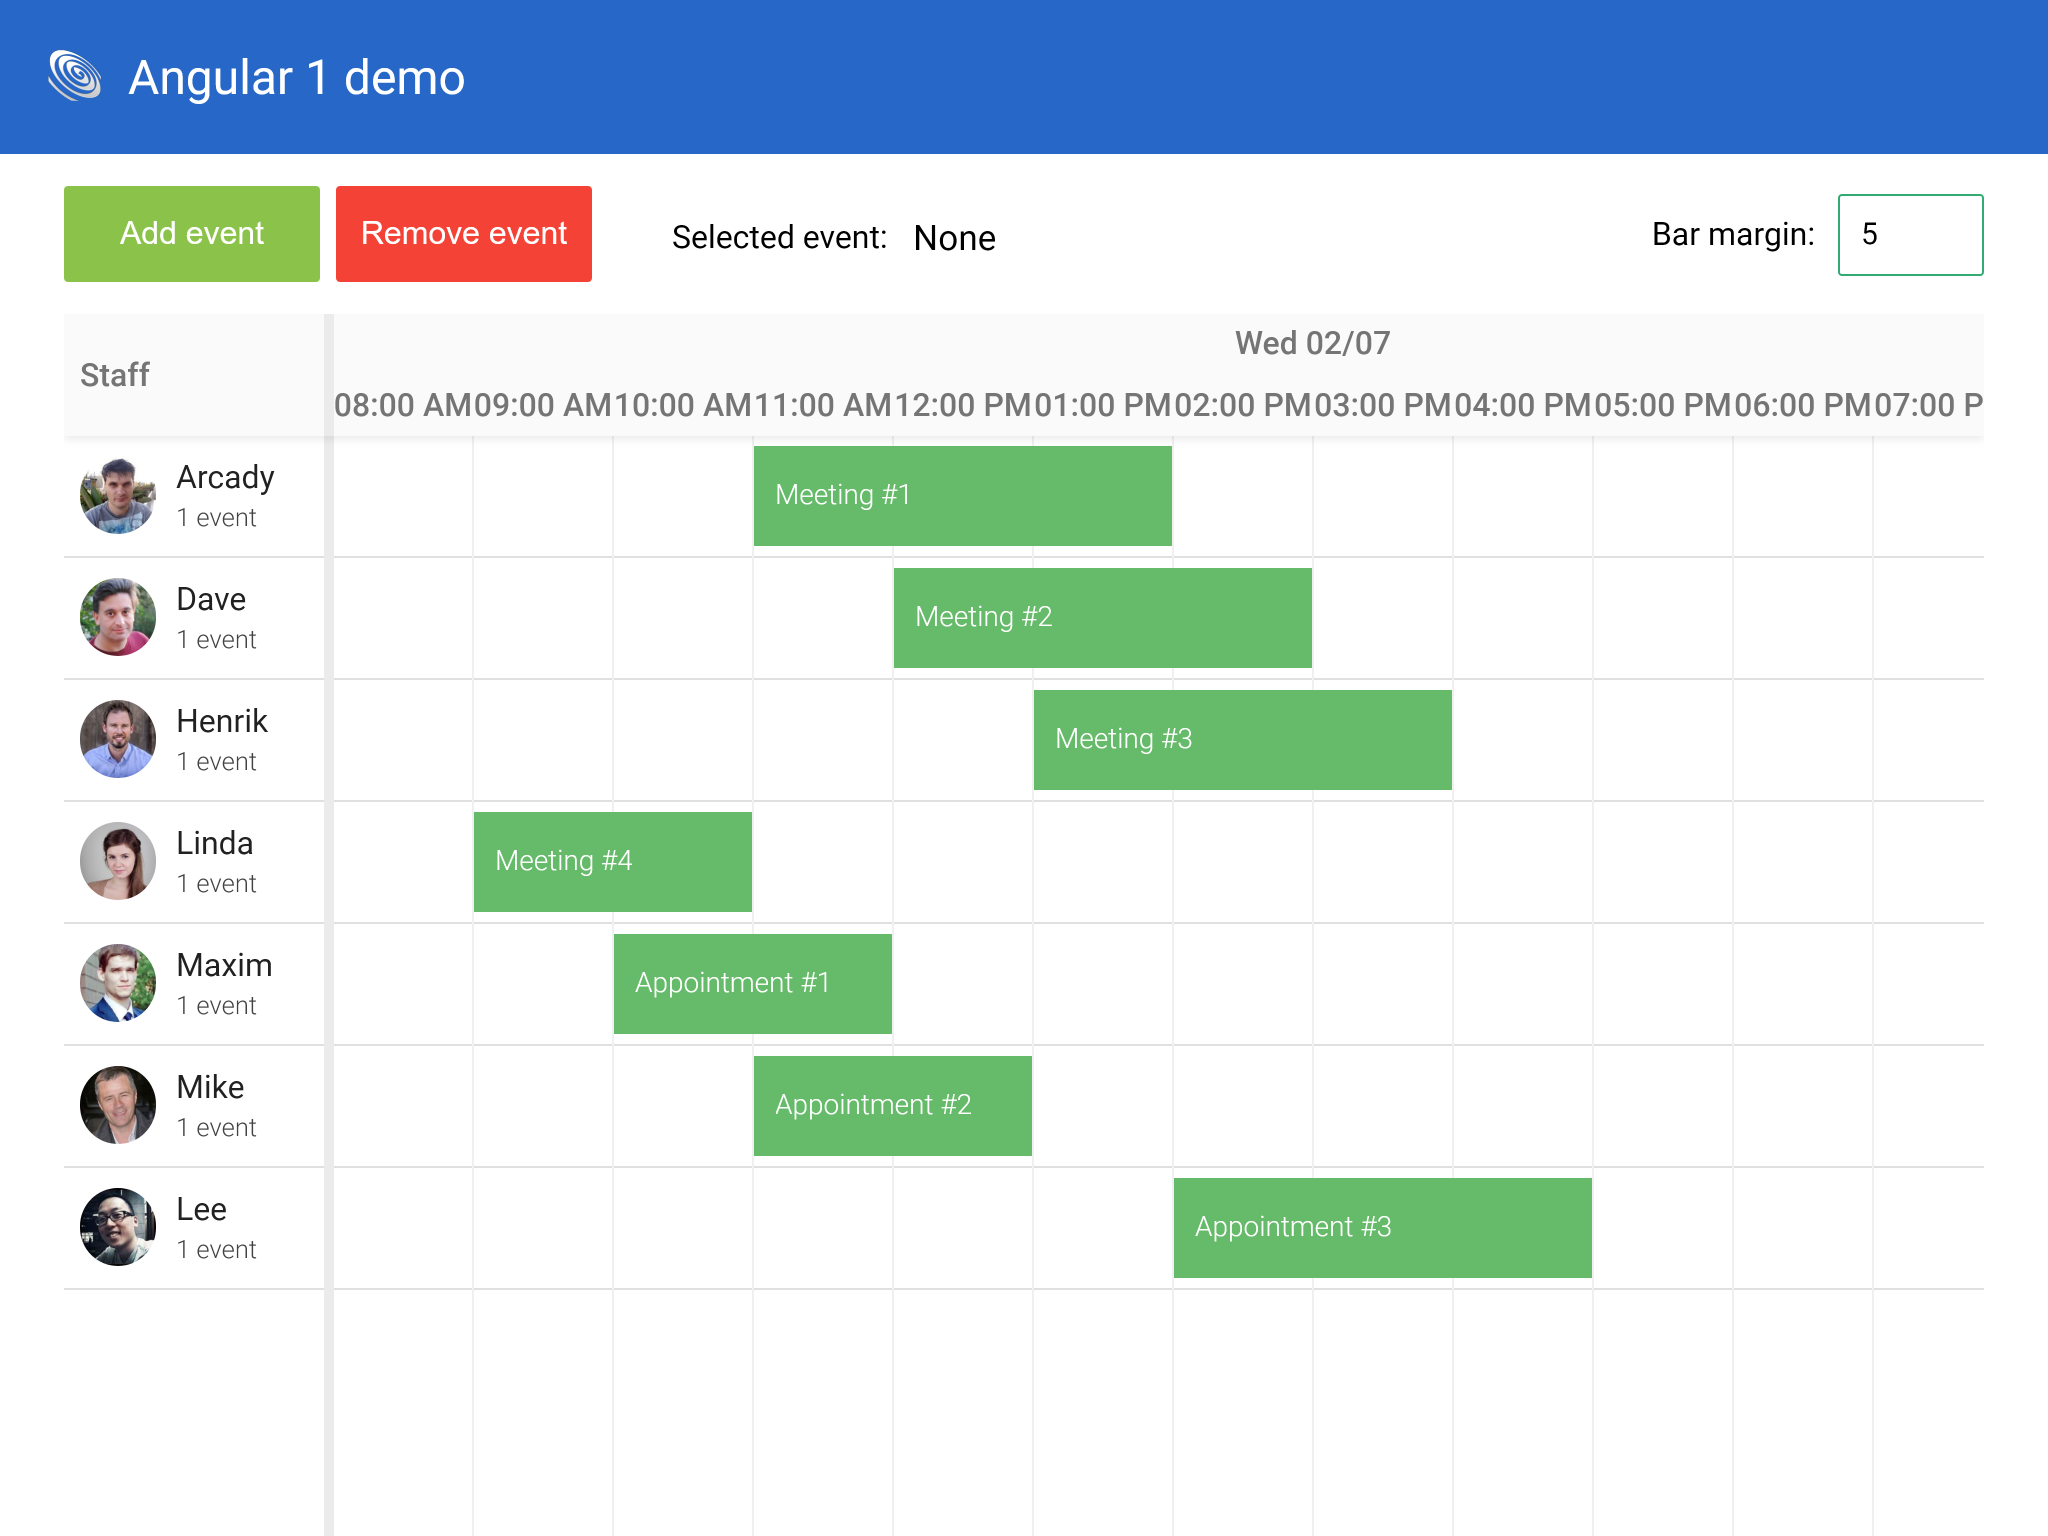 Angular 1 demo
Add event
Remove event
Selected event: None
Bar margin: 5
Staff
Wed 02/07
08:00 AM 09:00 AM 10:00 AM 11:00 AM 12:00 PM 01:00 PM 02:00 PM 03:00 PM 04:00 PM 05:00 PM 06:00 PM 07:00 P
Arcady
1 event
Meeting #1
Dave
1 event
Meeting #2
Henrik
1 event
Meeting #3
Linda
1 event
Meeting #4
Maxim
1 event
Appointment #1
Mike
1 event
Appointment #2
Lee
1 event
Appointment #3